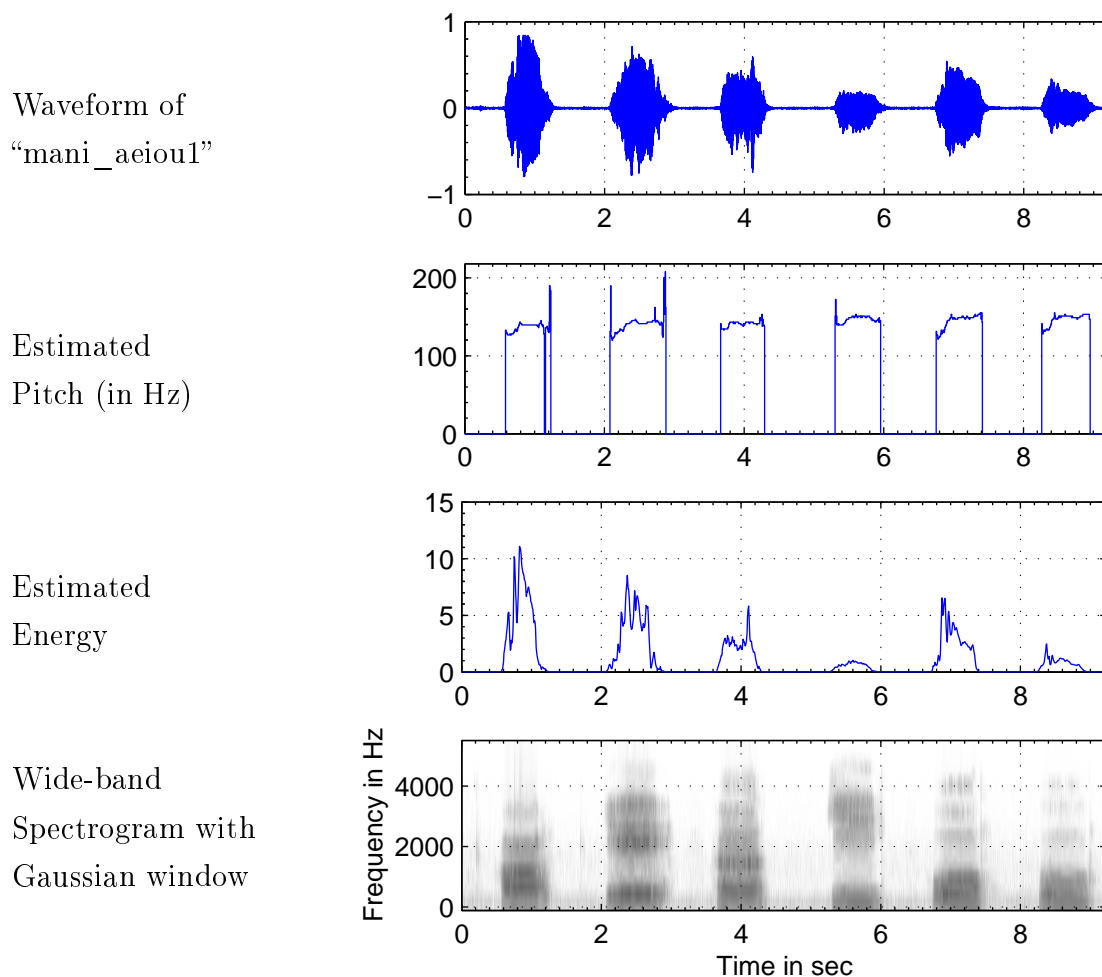 Waveform of
“mani_aeiou1”
1
0
−1
0 2 4 6 8
Estimated
Pitch (in Hz)
200
100
0
0 2 4 6 8
Estimated
Energy
15
10
5
0
0 2 4 6 8
Wide-band
Spectrogram with
Gaussian window
Frequency in Hz
4000
2000
0
0 2 4 6 8
Time in sec